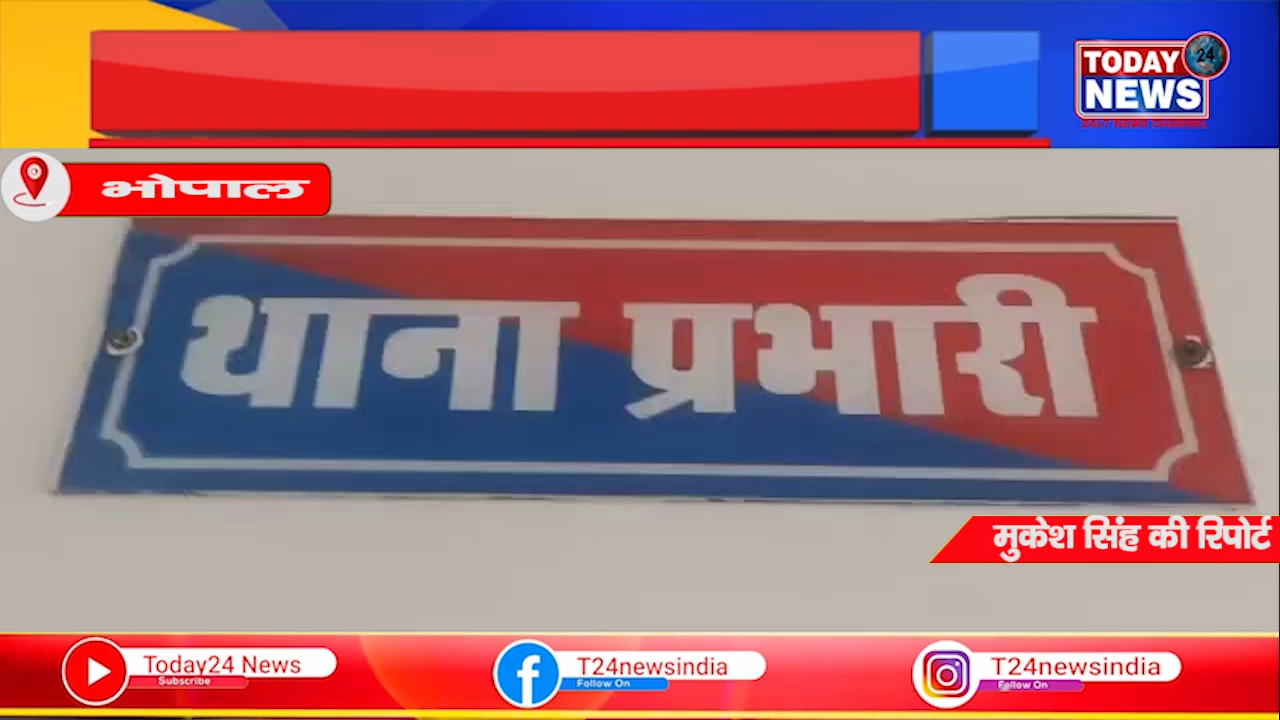 TODAY 24
NEWS
भोपाल
थाना प्रभारी
मुकेश सिंह की रिपोर्ट
Today24 News
Subscribe
T24newsindia
Follow On
T24newsindia
Follow On